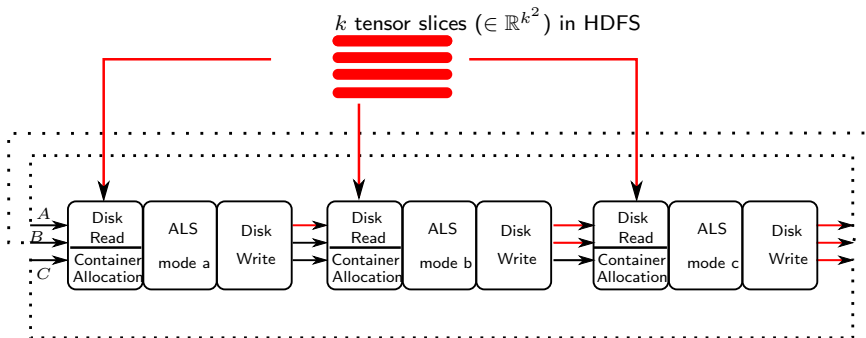 k tensor slices (∈ ℝ^{k^2}) in HDFS
A
B
C
Disk
Read
Container
Allocation
ALS
mode a
Disk
Write
Disk
Read
Container
Allocation
ALS
mode b
Disk
Write
Disk
Read
Container
Allocation
ALS
mode c
Disk
Write